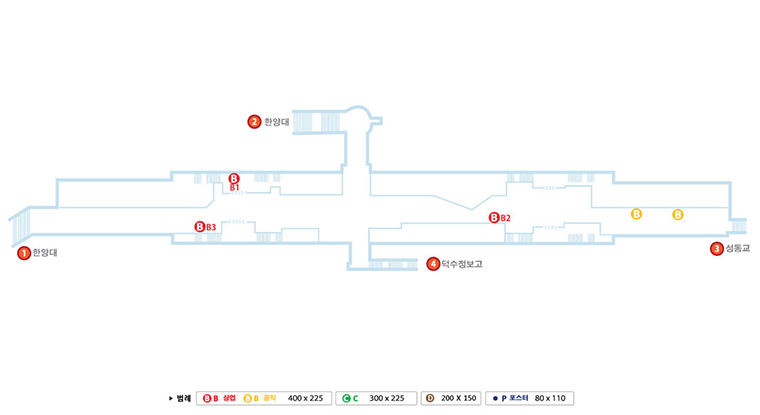 2 한양대
B
B1
B B
B B2
B B3
3 성동교
1 한양대
4 덕수정보고
▶ 범례 B B 상업 B B 공익 400 x 225 C C 300 x 225 D 200 X 150 P 포스터 80 x 110